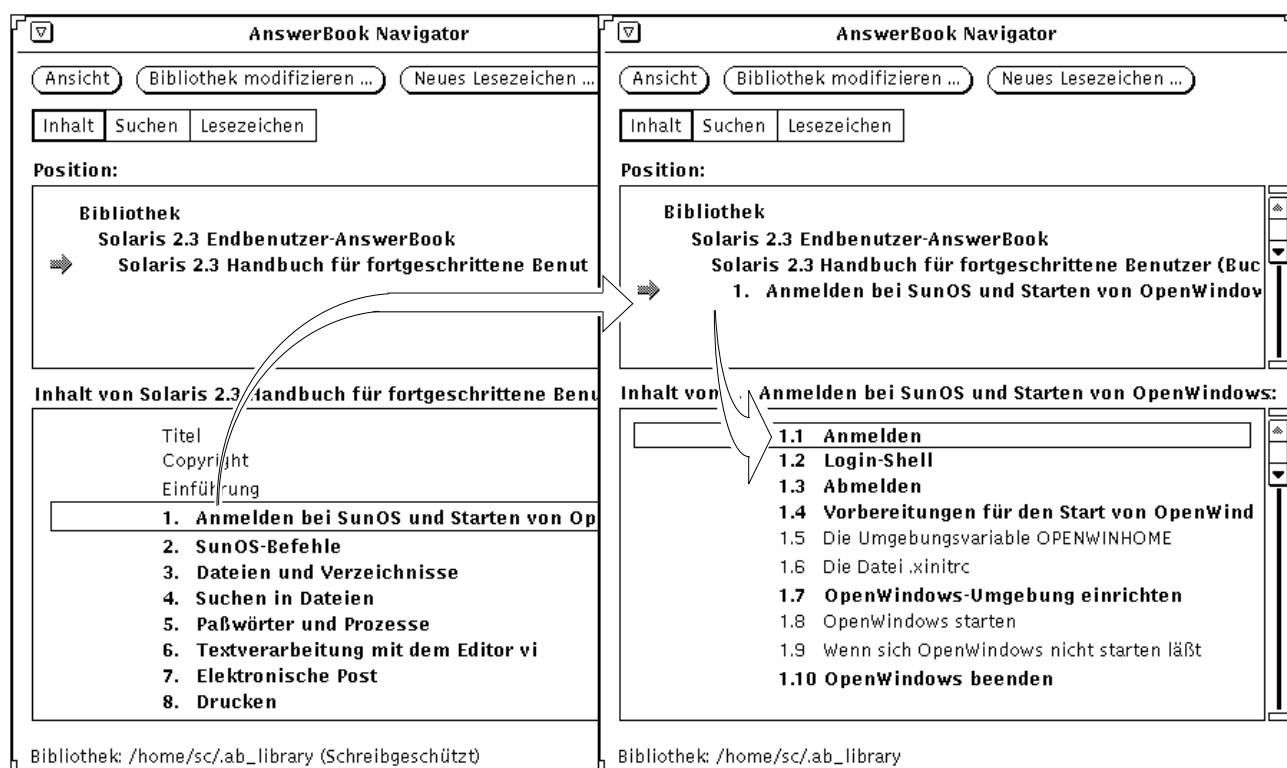 AnswerBook Navigator
Ansicht Bibliothek modifizieren ... Neues Lesezeichen ...
Inhalt Suchen Lesezeichen
Position:
Bibliothek
Solaris 2.3 Endbenutzer-AnswerBook
Solaris 2.3 Handbuch für fortgeschrittene Benut
Inhalt von Solaris 2.3 Handbuch für fortgeschrittene Benu
Titel
Copyright
Einführung
1. Anmelden bei SunOS und Starten von Op
2. SunOS-Befehle
3. Dateien und Verzeichnisse
4. Suchen in Dateien
5. Paßwörter und Prozesse
6. Textverarbeitung mit dem Editor vi
7. Elektronische Post
8. Drucken
Bibliothek: /home/sc/.ab_library (Schreibgeschützt)
AnswerBook Navigator
Ansicht Bibliothek modifizieren ... Neues Lesezeichen ...
Inhalt Suchen Lesezeichen
Position:
Bibliothek
Solaris 2.3 Endbenutzer-AnswerBook
Solaris 2.3 Handbuch für fortgeschrittene Benutzer (Buc
1. Anmelden bei SunOS und Starten von OpenWindow
Inhalt von . Anmelden bei SunOS und Starten von OpenWindows:
1.1 Anmelden
1.2 Login-Shell
1.3 Abmelden
1.4 Vorbereitungen für den Start von OpenWind
1.5 Die Umgebungsvariable OPENWINHOME
1.6 Die Datei .xinitrc
1.7 OpenWindows-Umgebung einrichten
1.8 OpenWindows starten
1.9 Wenn sich OpenWindows nicht starten läßt
1.10 OpenWindows beenden
Bibliothek: /home/sc/.ab_library